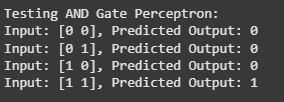 Testing AND Gate Perceptron:
Input: [0 0], Predicted Output: 0
Input: [0 1], Predicted Output: 0
Input: [1 0], Predicted Output: 0
Input: [1 1], Predicted Output: 1